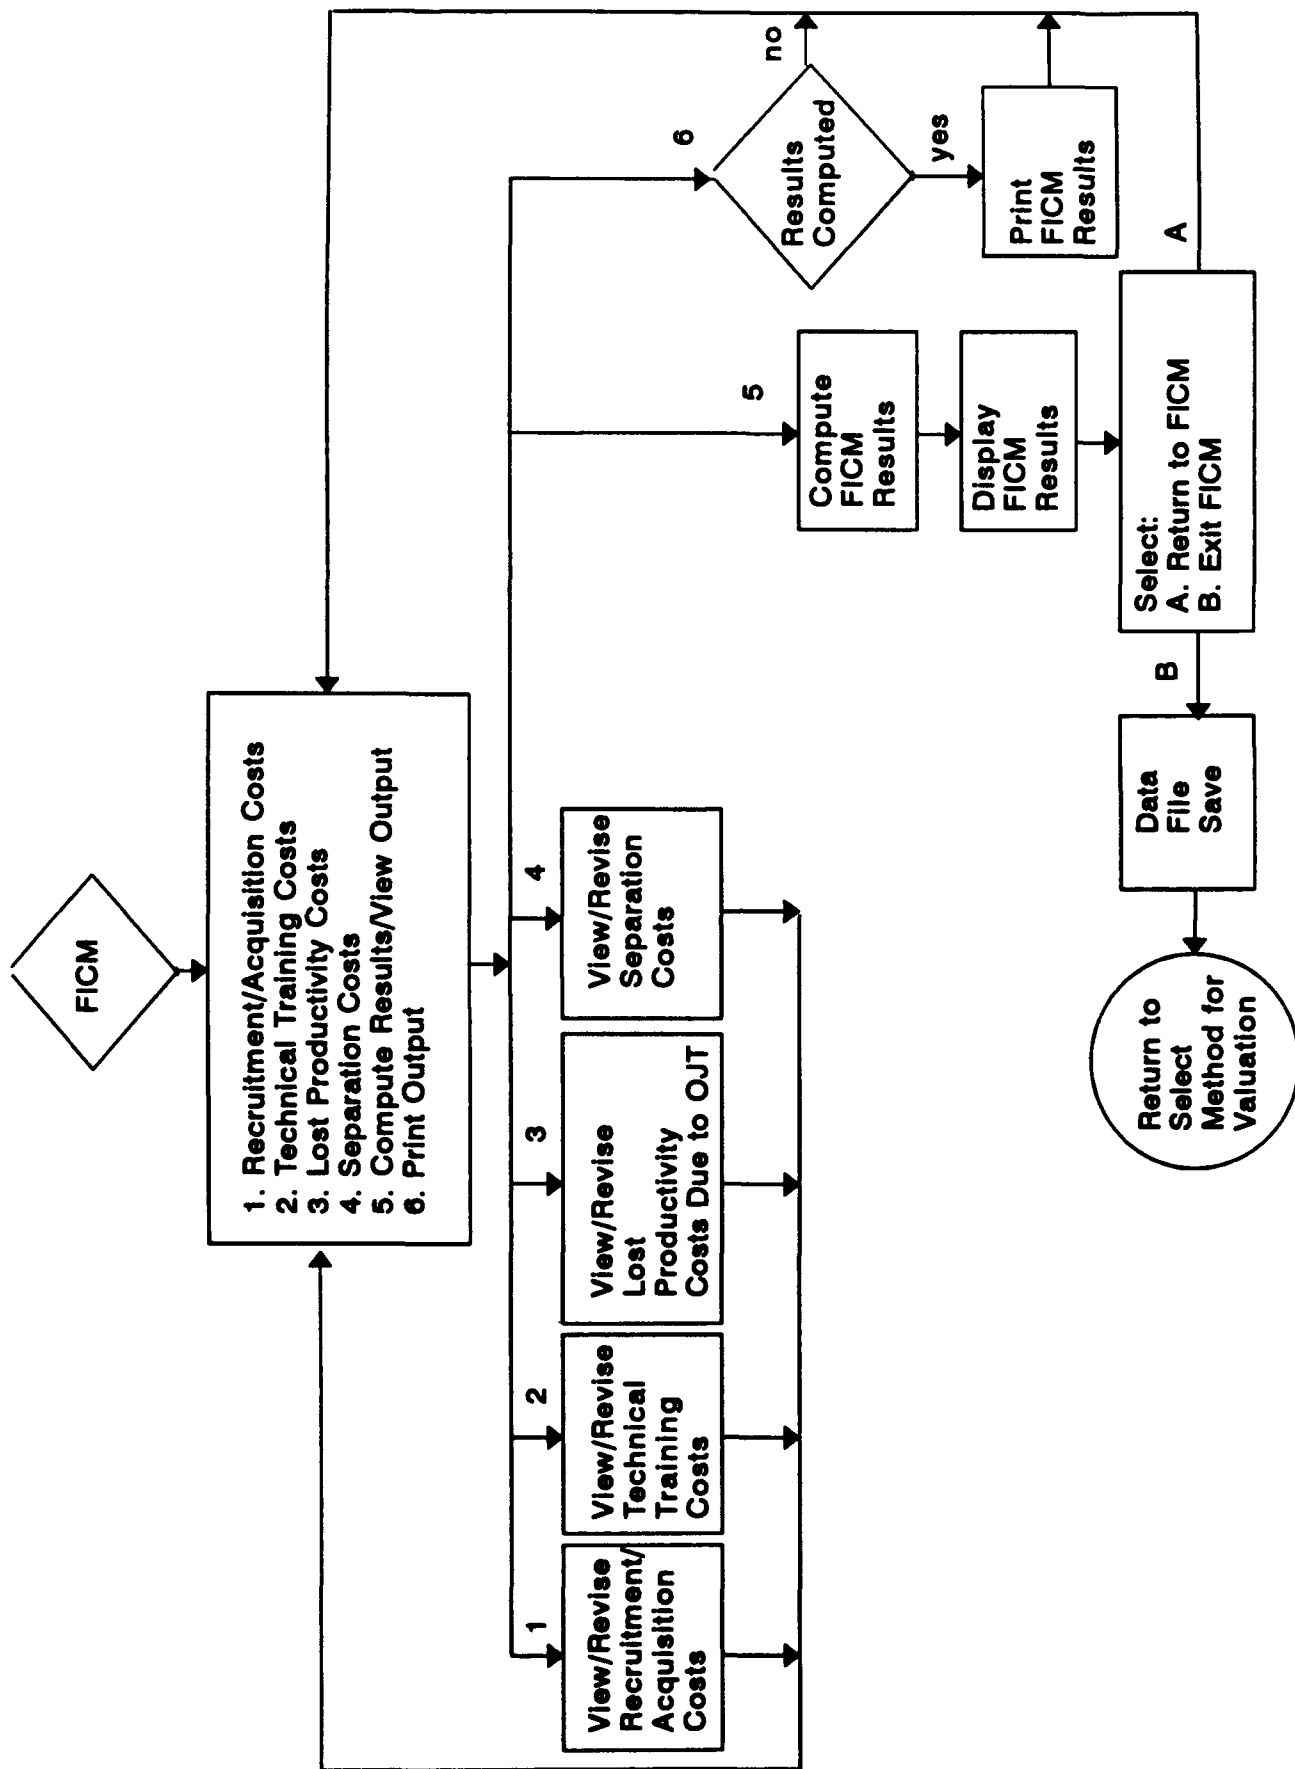 FICM
1. Recruitment/Acquisition Costs
2. Technical Training Costs
3. Lost Productivity Costs
4. Separation Costs
5. Compute Results/View Output
6. Print Output
1
View/Revise
Recruitment/
Acquisition
Costs
2
View/Revise
Technical
Training
Costs
3
View/Revise
Lost
Productivity
Costs Due to OJT
4
View/Revise
Separation
Costs
5
Compute
FICM
Results
Display
FICM
Results
6
Results
Computed
no
yes
Print
FICM
Results
Select:
A. Return to FICM
B. Exit FICM
A
B
Data
File
Save
Return to
Select
Method for
Valuation